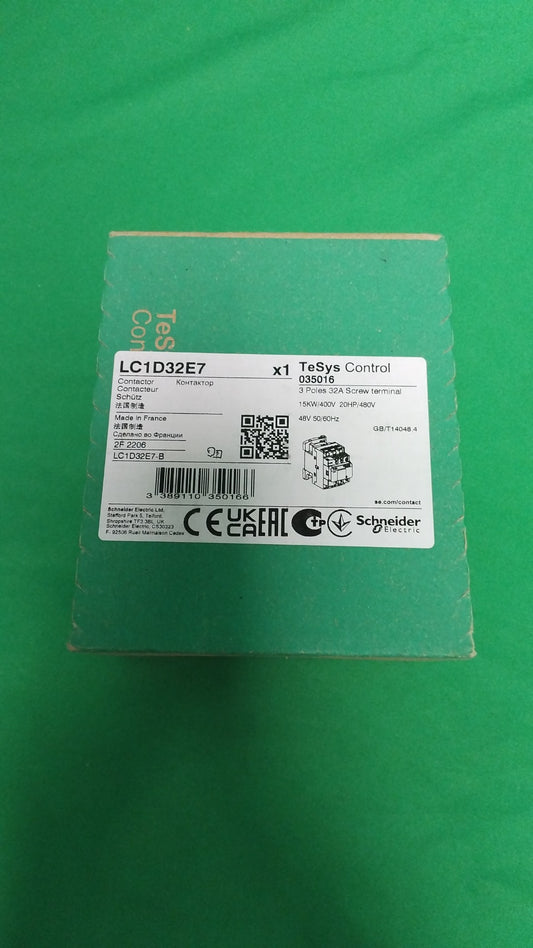 TeS
Con
LC1D32E7 x1 TeSys Control
035016
Contactor Контактор
Contacteur
Schütz
法国制造
3 Poles 32A Screw terminal
15KW/400V 20HP/480V
48V 50/60Hz
GB/T14048.4
Made in France
法国制造
Сделано во Франции
2F 2206
LC1D32E7-B
3 389110 350166
se.com/contact
Schneider Electric Ltd.
Stafford Park 5, Telford,
Shropshire TF3 3BL, UK
Schneider Electric, CS30323
F- 92506 Rueil Malmaison Cedex
CE UKCA EAC
Schneider
Electric